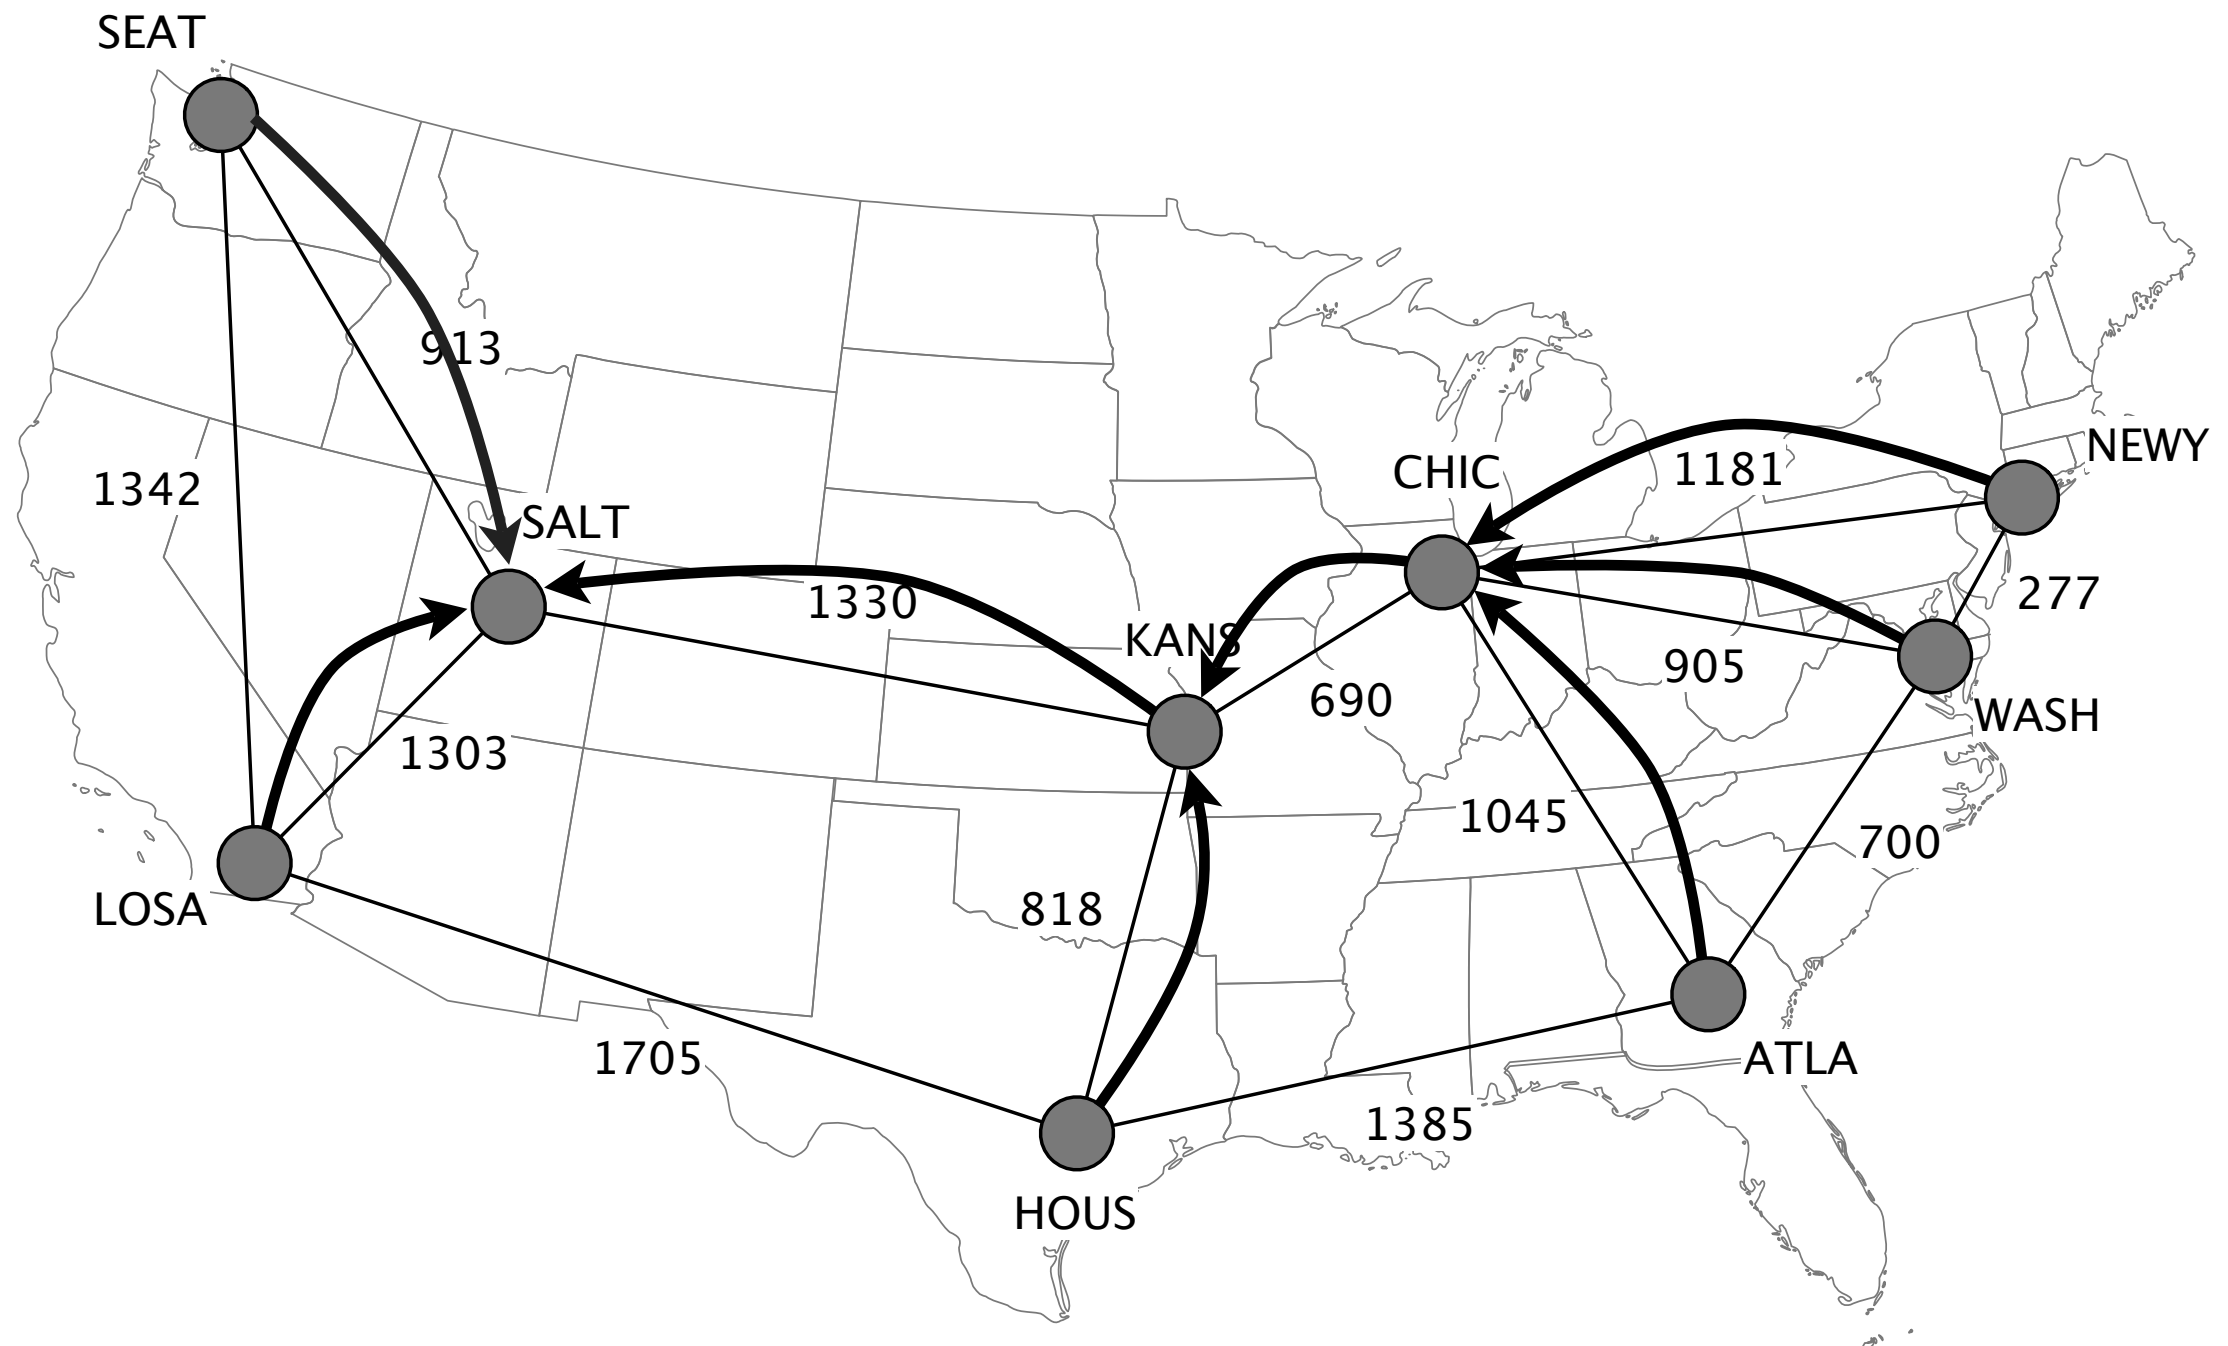 SEAT
913
NEWY
CHIC
1181
1342
SALT
1330
277
KANS
905
690
WASH
1303
1045
700
818
LOSA
1705
ATLA
1385
HOUS